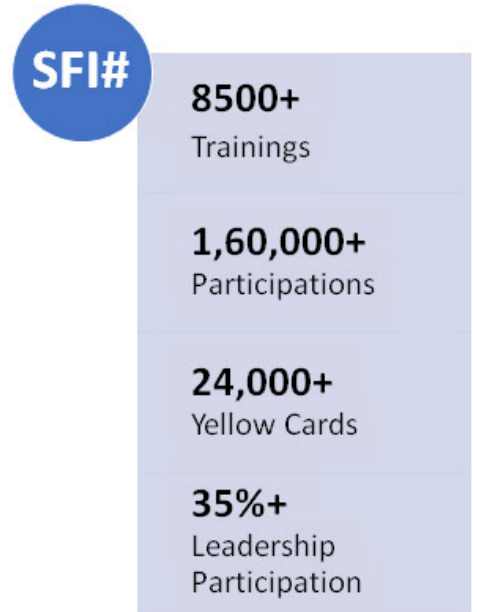 SFI#
8500+
Trainings
1,60,000+
Participations
24,000+
Yellow Cards
35%+
Leadership
Participation